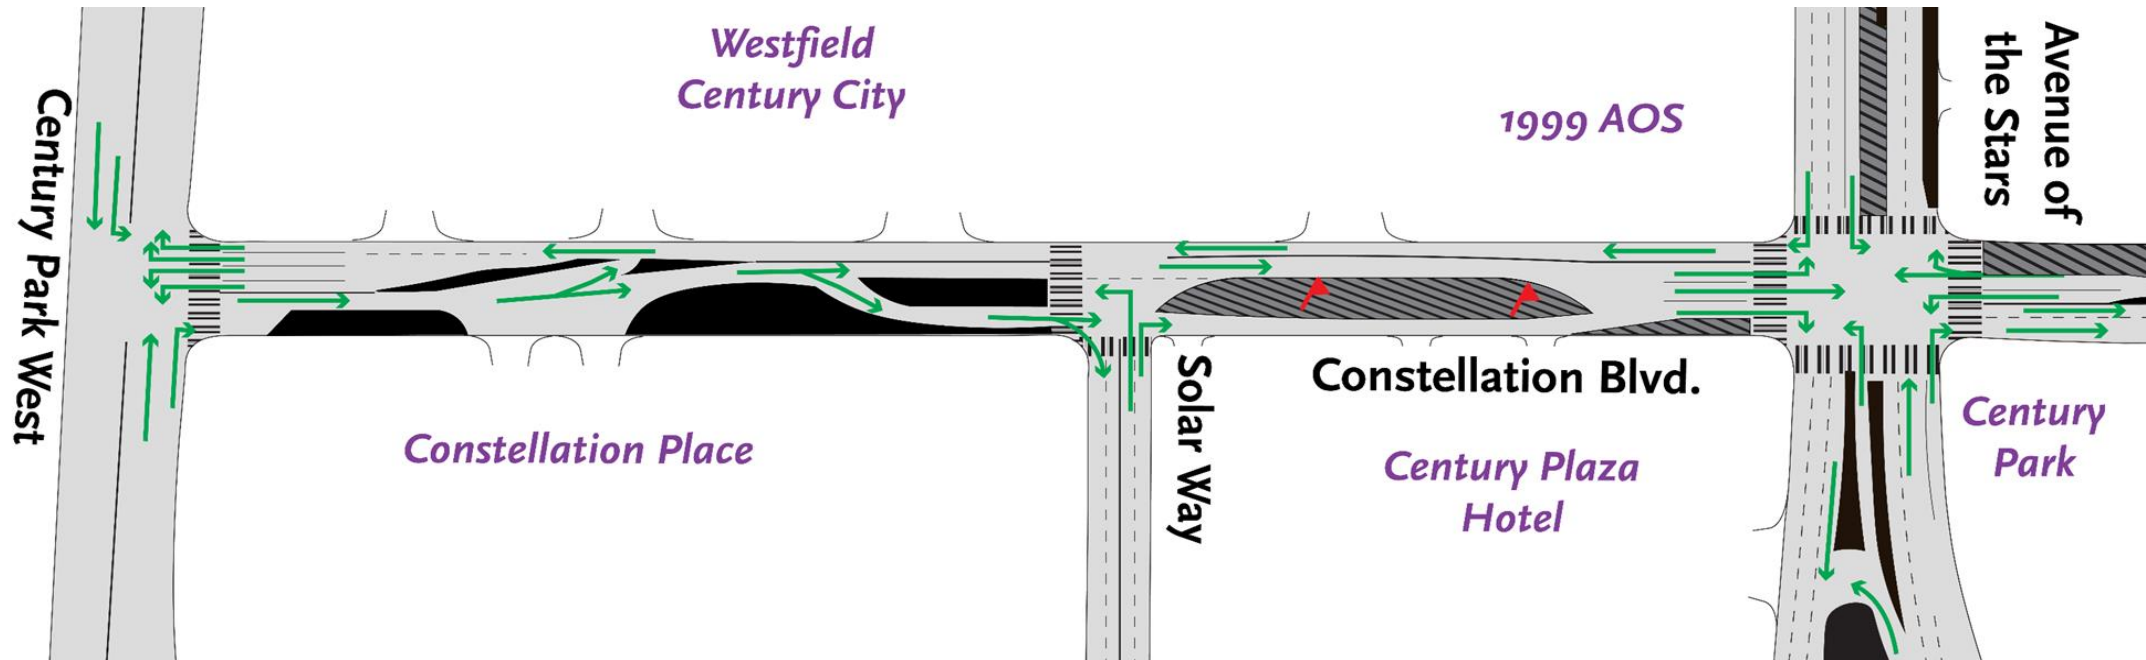 Century Park West
Westfield
Century City
1999 AOS
Avenue of
the Stars
Constellation Place
Solar Way
Constellation Blvd.
Century Plaza
Hotel
Century
Park